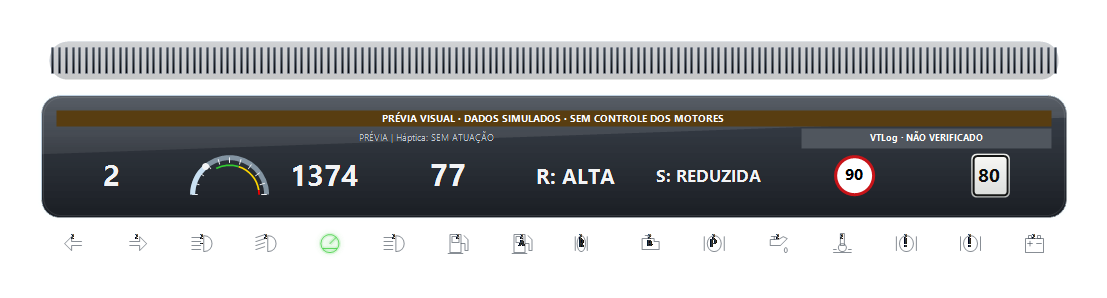 PRÉVIA VISUAL · DADOS SIMULADOS · SEM CONTROLE DOS MOTORES
PRÉVIA | Háptica: SEM ATUAÇÃO
VTLog · NÃO VERIFICADO
2 1374 77 R: ALTA S: REDUZIDA 90 80